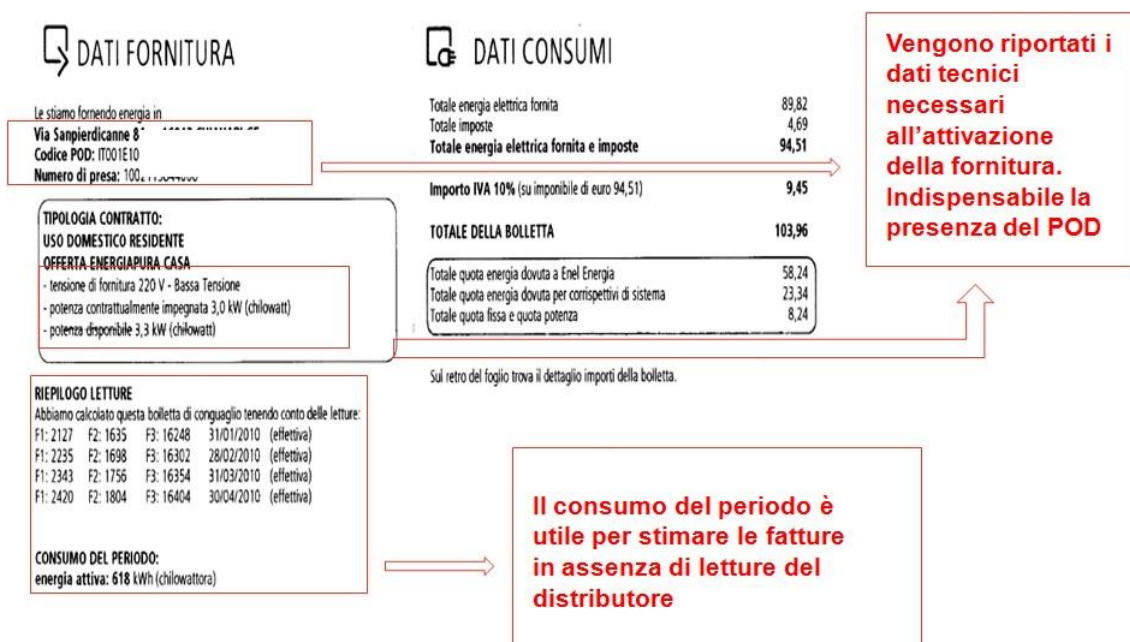 DATI FORNITURA
Le stiamo fornendo energia in
Via Sanpierdicanne 8
Codice POD: IT001E10
Numero di presa:
TIPOLOGIA CONTRATTO:
USO DOMESTICO RESIDENTE
OFFERTA ENERGIAPURA CASA
- tensione di fornitura 220 V - Bassa Tensione
- potenza contrattualmente impegnata 3,0 kW (chilowatt)
- potenza disponibile 3,3 kW (chilowatt)
RIEPILOGO LETTURE
Abbiamo calcolato questa bolletta di conguaglio tenendo conto delle letture:
F1: 2127 F2: 1635 F3: 16248 31/01/2010 (effettiva)
F1: 2235 F2: 1698 F3: 16302 28/02/2010 (effettiva)
F1: 2343 F2: 1756 F3: 16354 31/03/2010 (effettiva)
F1: 2420 F2: 1804 F3: 16404 30/04/2010 (effettiva)
CONSUMO DEL PERIODO:
energia attiva: 618 kWh (chilowattora)
DATI CONSUMI
Totale energia elettrica fornita 89,82
Totale imposte 4,69
Totale energia elettrica fornita e imposte 94,51
Importo IVA 10% (su imponibile di euro 94,51) 9,45
TOTALE DELLA BOLLETTA 103,96
Totale quota energia dovuta a Enel Energia 58,24
Totale quota energia dovuta per corrispettivi di sistema 23,34
Totale quota fissa e quota potenza 8,24
Sul retro del foglio trova il dettaglio importi della bolletta.
Vengono riportati i
dati tecnici
necessari
all'attivazione
della fornitura.
Indispensabile la
presenza del POD
Il consumo del periodo è
utile per stimare le fatture
in assenza di letture del
distributore